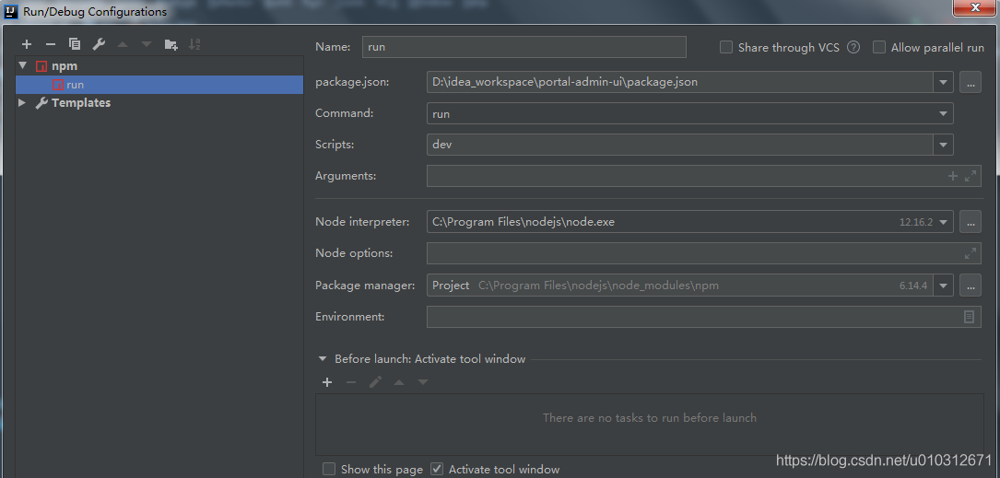 Run/Debug Configurations
Name: run Share through VCS Allow parallel run
npm
run
Templates
package.json: D:\idea_workspace\portal-admin-ui\package.json
Command: run
Scripts: dev
Arguments:
Node interpreter: C:\Program Files\nodejs\node.exe 12.16.2
Node options:
Package manager: Project C:\Program Files\nodejs\node_modules\npm 6.14.4
Environment:
Before launch: Activate tool window
There are no tasks to run before launch
Show this page Activate tool window
https://blog.csdn.net/u010312671